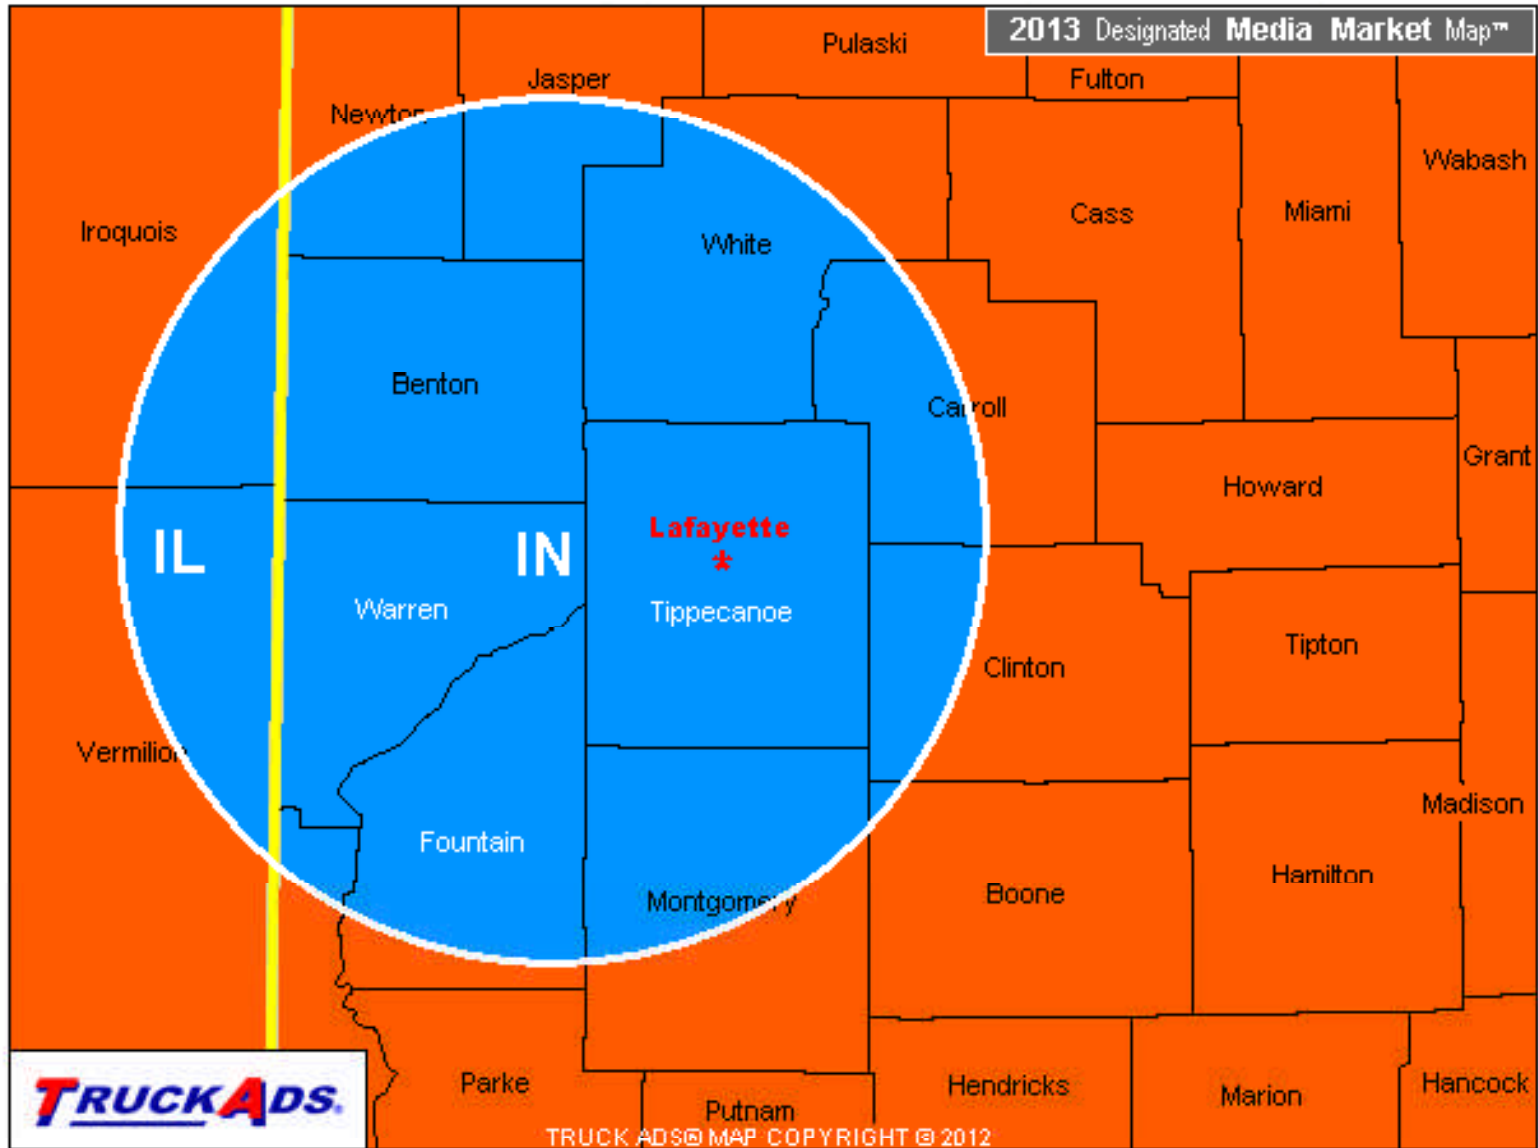 2013 Designated Media Market Map™
Pulaski
Jasper
Fulton
Newton
Wabash
Iroquois
Cass
Miami
White
Benton
Carroll
Grant
Howard
Lafayette
*
IL
IN
Warren
Tippecanoe
Tipton
Clinton
Vermilion
Madison
Fountain
Hamilton
Montgomery
Boone
Parke
Hendricks
Hancock
Marion
Putnam
TRUCKADS®
TRUCK ADS® MAP COPYRIGHT © 2012